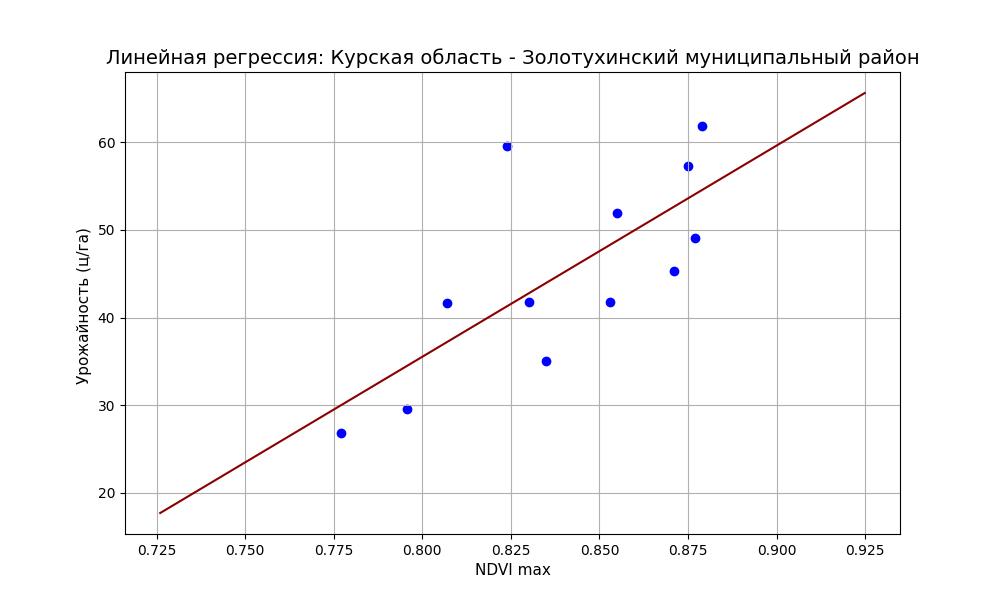 Линейная регрессия: Курская область - Золотухинский муниципальный район
Урожайность (ц/га)
60
50
40
30
20
0.725 0.750 0.775 0.800 0.825 0.850 0.875 0.900 0.925
NDVI max